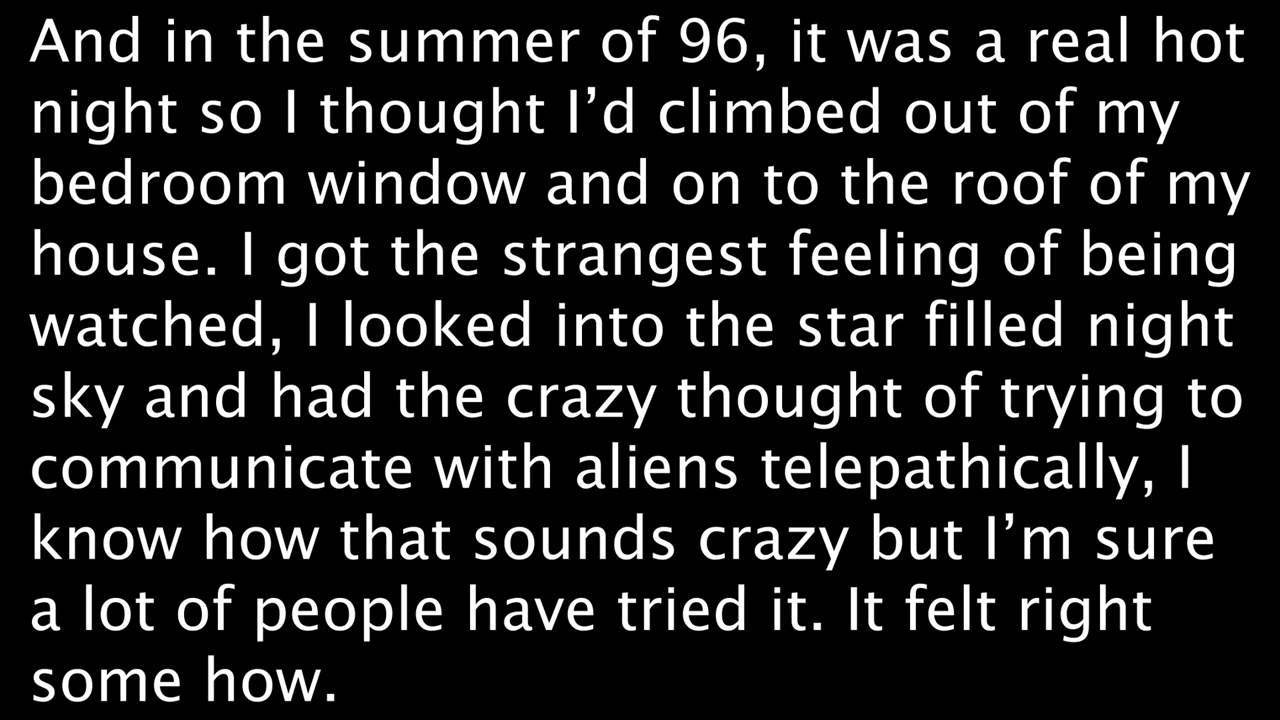 And in the summer of 96, it was a real hot
night so I thought I’d climbed out of my
bedroom window and on to the roof of my
house. I got the strangest feeling of being
watched, I looked into the star filled night
sky and had the crazy thought of trying to
communicate with aliens telepathically, I
know how that sounds crazy but I’m sure
a lot of people have tried it. It felt right
some how.